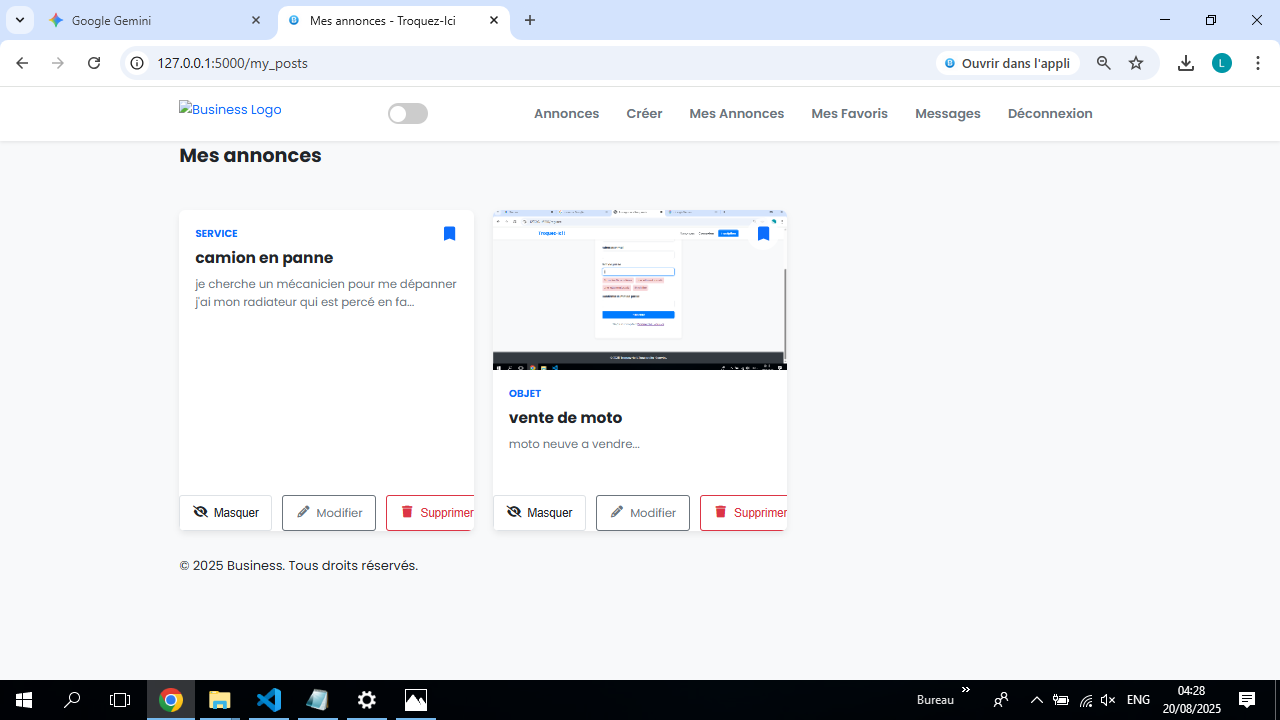 Google Gemini
Mes annonces - Troquez-Ici
127.0.0.1:5000/my_posts
Ouvrir dans l'appli
L
Business Logo
Annonces
Créer
Mes Annonces
Mes Favoris
Messages
Déconnexion
Mes annonces
SERVICE
camion en panne
je cherche un mécanicien pour me dépanner
j'ai mon radiateur qui est percé en fa...
Masquer
Modifier
Supprimer
Troquez-Ici
OBJET
vente de moto
moto neuve a vendre...
Masquer
Modifier
Supprimer
© 2025 Business. Tous droits réservés.
Bureau
ENG
04:28
20/08/2025